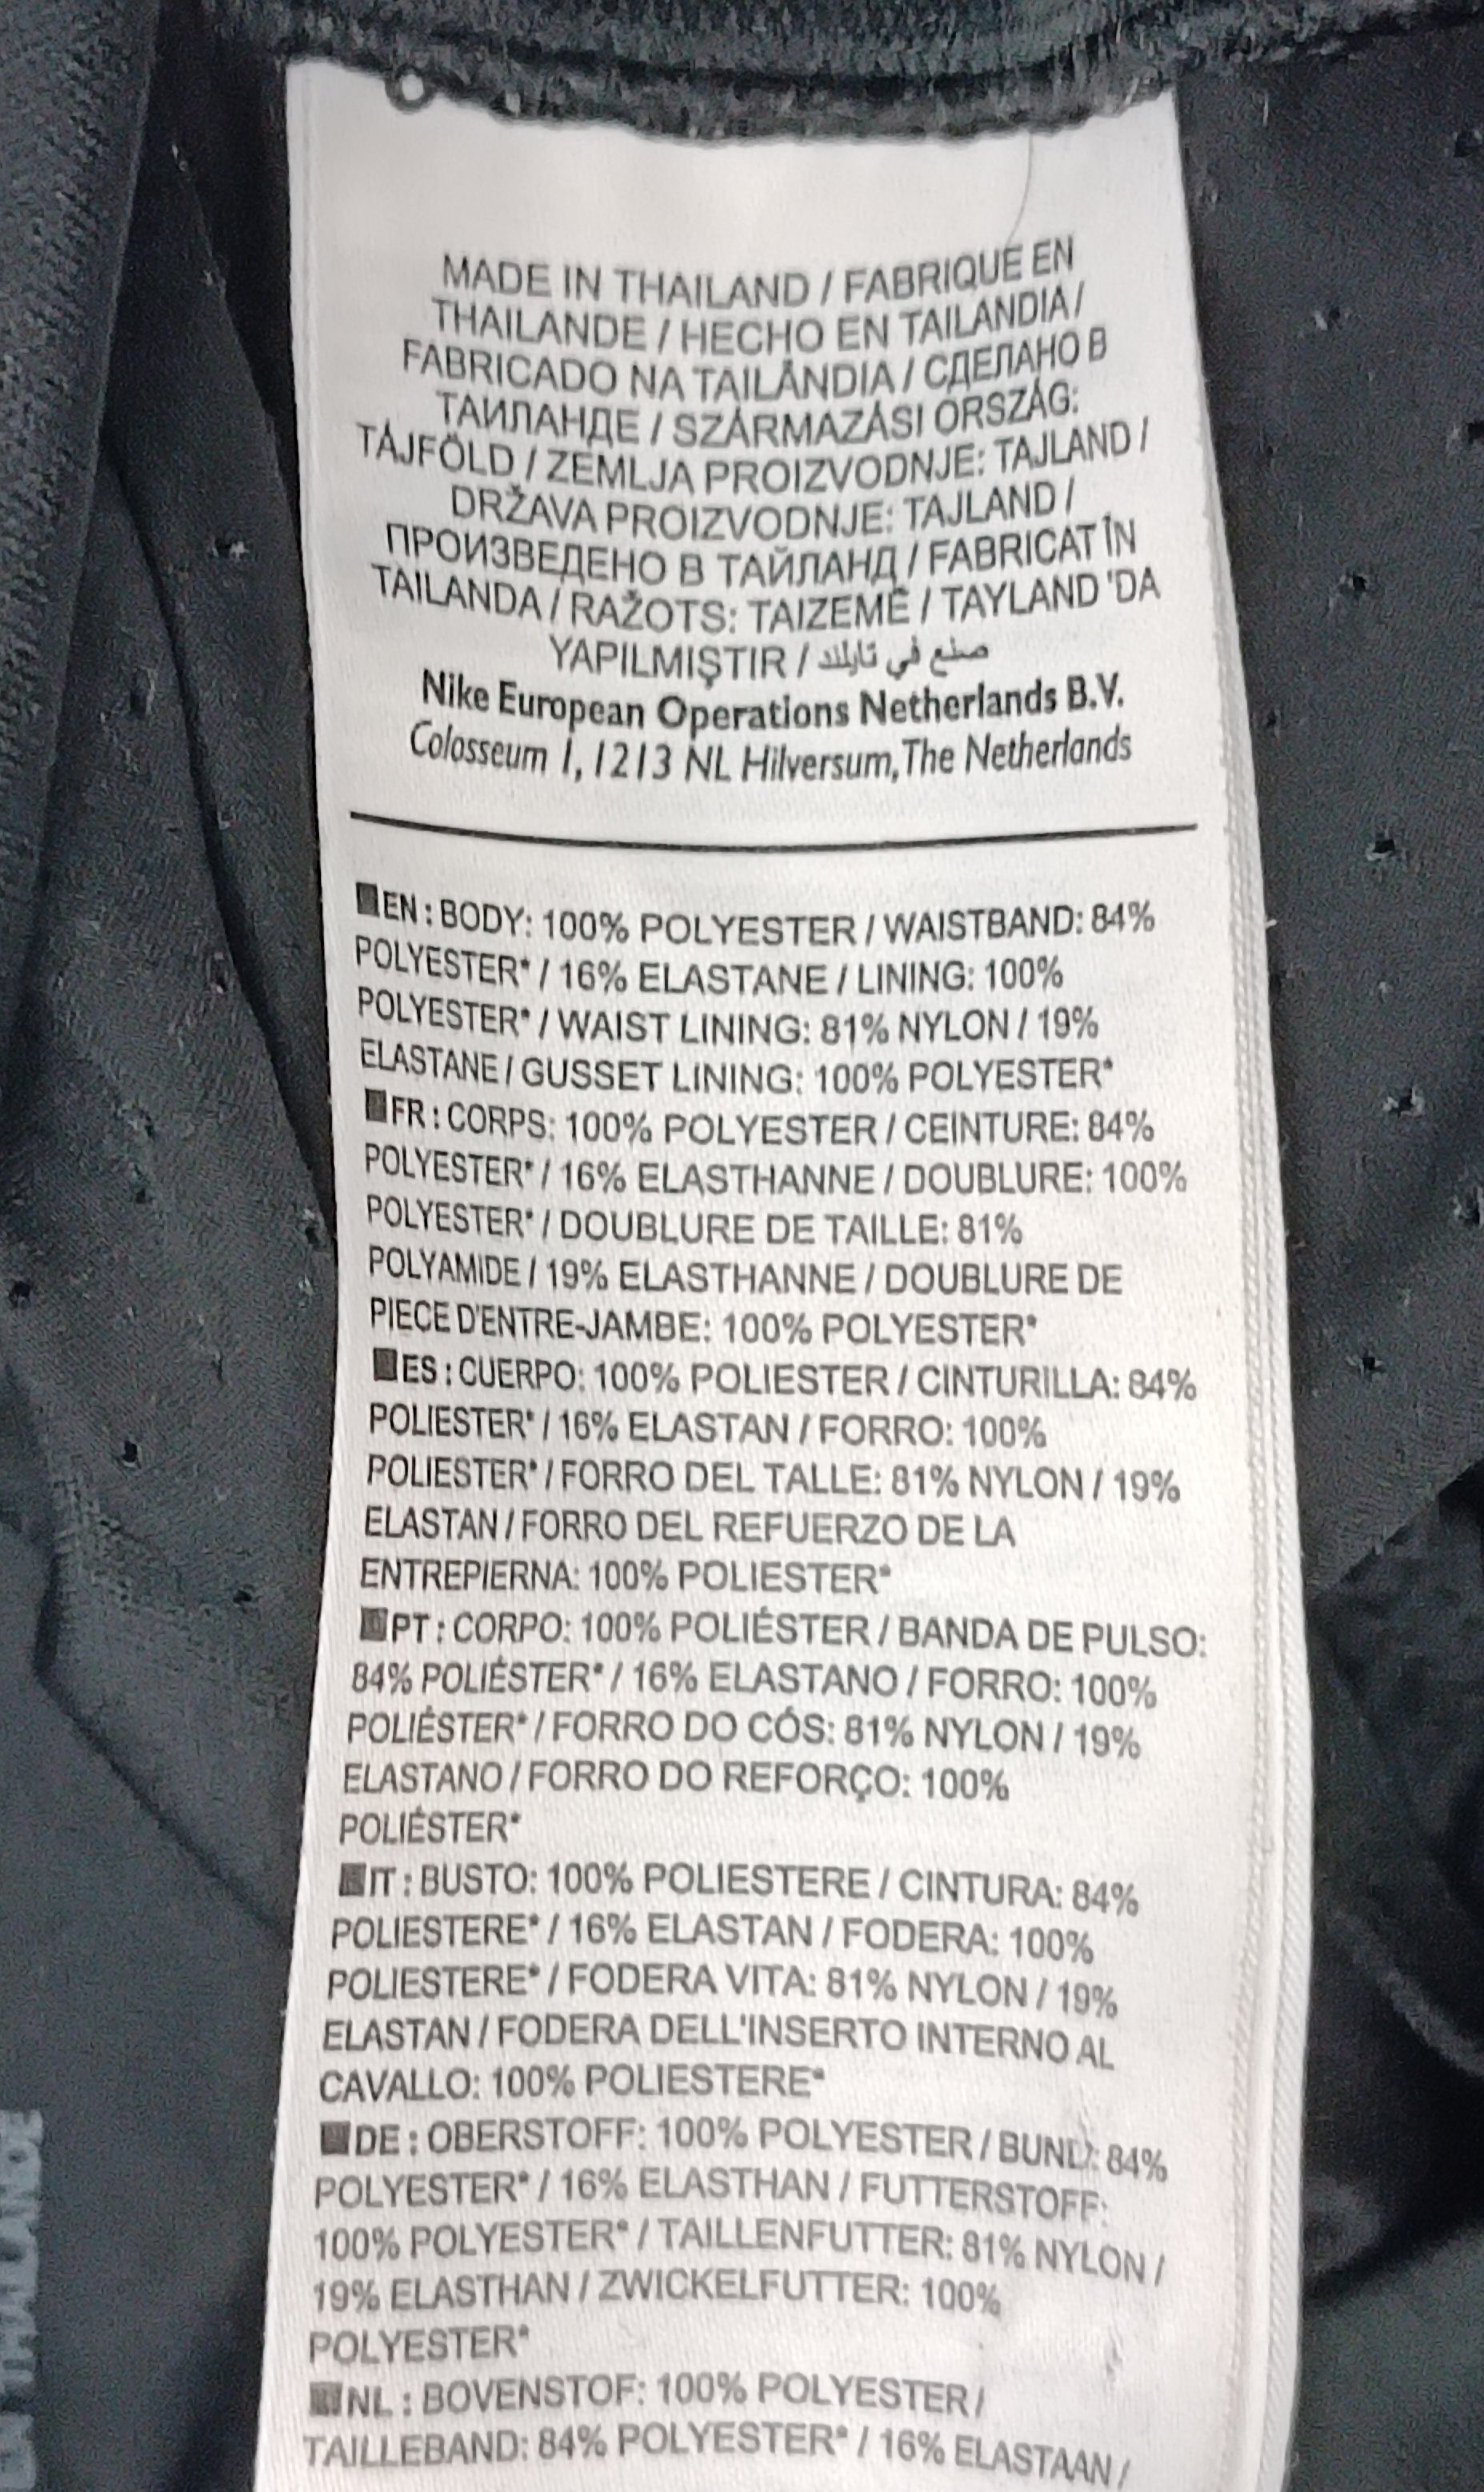 MADE IN THAILAND / FABRIQUE EN
THAILANDE / HECHO EN TAILANDIA /
FABRICADO NA TAILÂNDIA / СДЕЛАНО В
ТАИЛАНДЕ / SZÁRMAZÁSI ORSZÁG:
TÁJFÖLD / ZEMLJA PROIZVODNJE: TAJLAND /
DRŽAVA PROIZVODNJE: TAJLAND /
ПРОИЗВЕДЕНО В ТАЙЛАНД / FABRICAT ÎN
TAILANDA / RAŽOTS: TAIZEMĒ / TAYLAND 'DA
YAPILMIŞTIR / صنع في تايلند
Nike European Operations Netherlands B.V.
Colosseum 1, 1213 NL Hilversum, The Netherlands
EN : BODY: 100% POLYESTER / WAISTBAND: 84%
POLYESTER* / 16% ELASTANE / LINING: 100%
POLYESTER* / WAIST LINING: 81% NYLON / 19%
ELASTANE / GUSSET LINING: 100% POLYESTER*
FR : CORPS: 100% POLYESTER / CEINTURE: 84%
POLYESTER* / 16% ELASTHANNE / DOUBLURE: 100%
POLYESTER* / DOUBLURE DE TAILLE: 81%
POLYAMIDE / 19% ELASTHANNE / DOUBLURE DE
PIECE D'ENTRE-JAMBE: 100% POLYESTER*
ES : CUERPO: 100% POLIESTER / CINTURILLA: 84%
POLIESTER* / 16% ELASTAN / FORRO: 100%
POLIESTER* / FORRO DEL TALLE: 81% NYLON / 19%
ELASTAN / FORRO DEL REFUERZO DE LA
ENTREPIERNA: 100% POLIESTER*
PT : CORPO: 100% POLIÉSTER / BANDA DE PULSO:
84% POLIÉSTER* / 16% ELASTANO / FORRO: 100%
POLIÉSTER* / FORRO DO CÓS: 81% NYLON / 19%
ELASTANO / FORRO DO REFORÇO: 100%
POLIÉSTER*
IT : BUSTO: 100% POLIESTERE / CINTURA: 84%
POLIESTERE* / 16% ELASTAN / FODERA: 100%
POLIESTERE* / FODERA VITA: 81% NYLON / 19%
ELASTAN / FODERA DELL'INSERTO INTERNO AL
CAVALLO: 100% POLIESTERE*
DE : OBERSTOFF: 100% POLYESTER / BUND: 84%
POLYESTER* / 16% ELASTHAN / FUTTERSTOFF:
100% POLYESTER* / TAILLENFUTTER: 81% NYLON /
19% ELASTHAN / ZWICKELFUTTER: 100%
POLYESTER*
NL : BOVENSTOF: 100% POLYESTER /
TAILLEBAND: 84% POLYESTER* / 16% ELASTAAN /